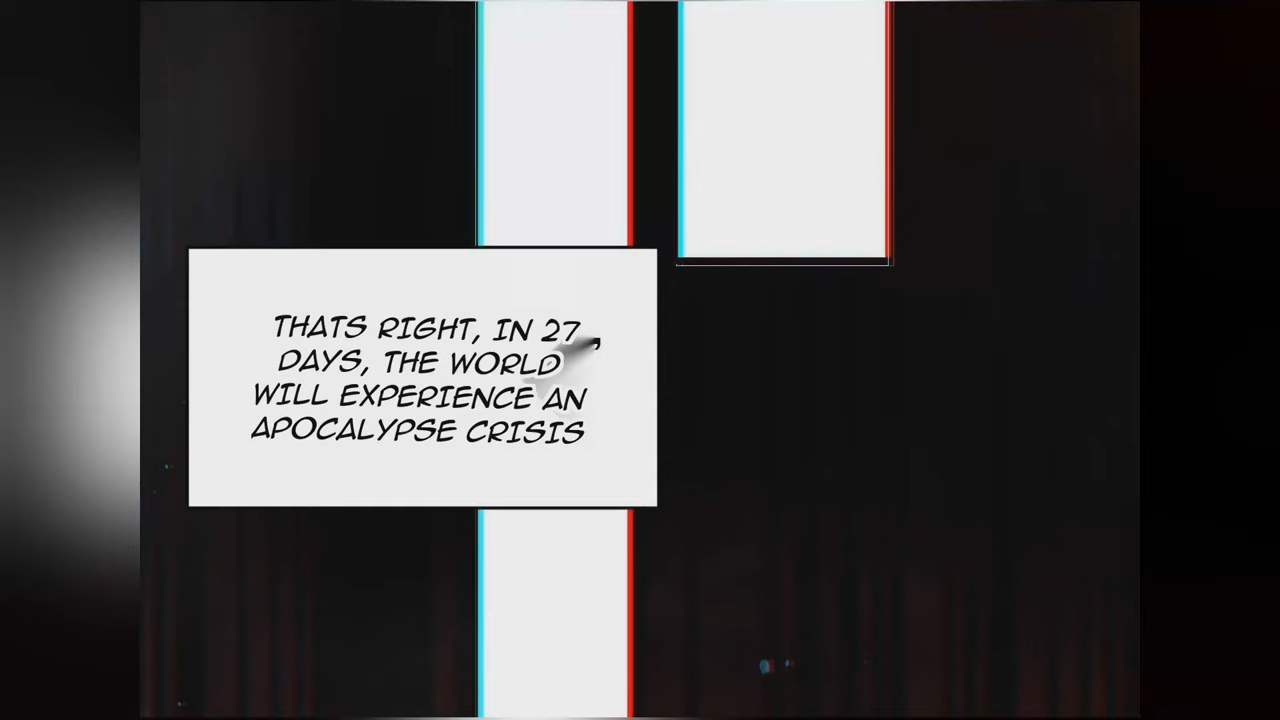 THATS RIGHT, IN 27
DAYS, THE WORLD
WILL EXPERIENCE AN
APOCALYPSE CRISIS